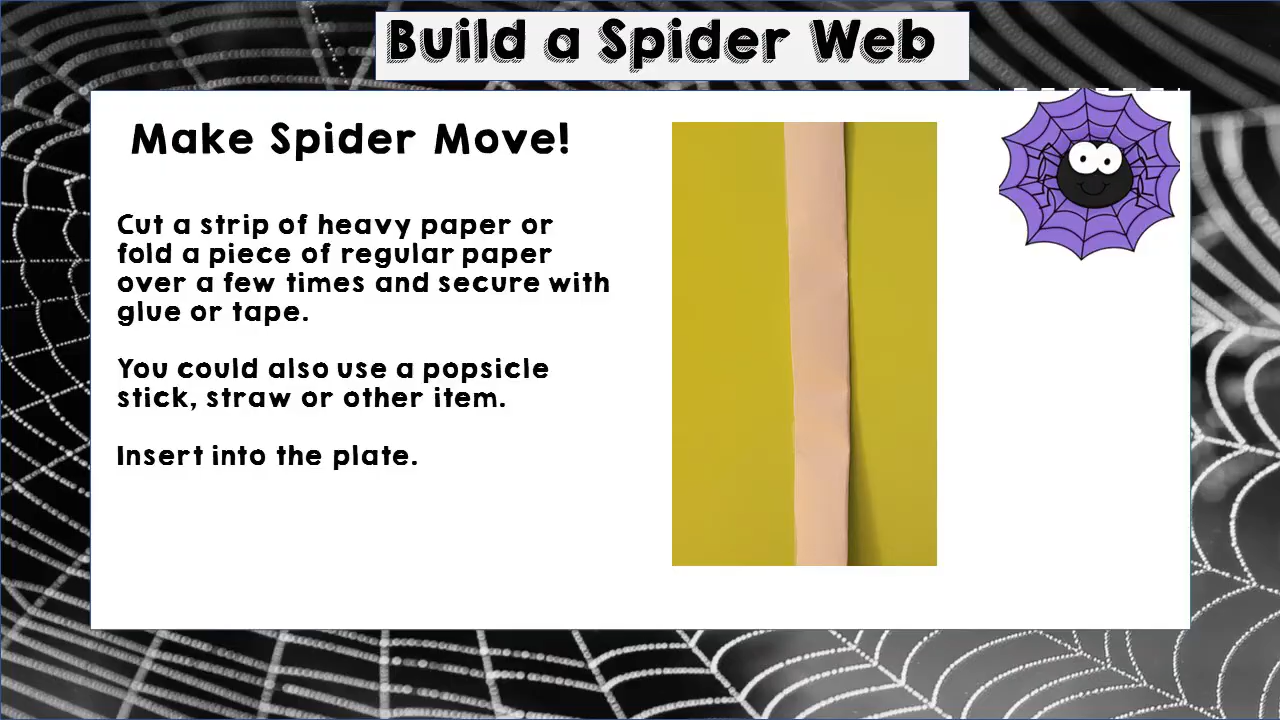 Build a Spider Web
Make Spider Move!
Cut a strip of heavy paper or
fold a piece of regular paper
over a few times and secure with
glue or tape.
You could also use a popsicle
stick, straw or other item.
Insert into the plate.